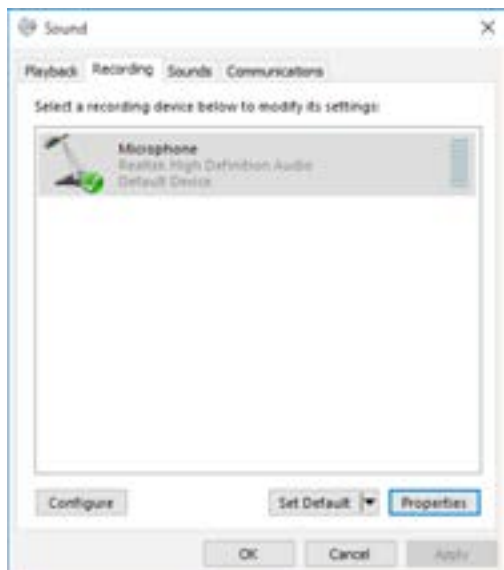 Sound
Playback Recording Sounds Communications
Select a recording device below to modify its settings:
Microphone
Realtek High Definition Audio
Default Device
Configure Set Default Properties
OK Cancel Apply